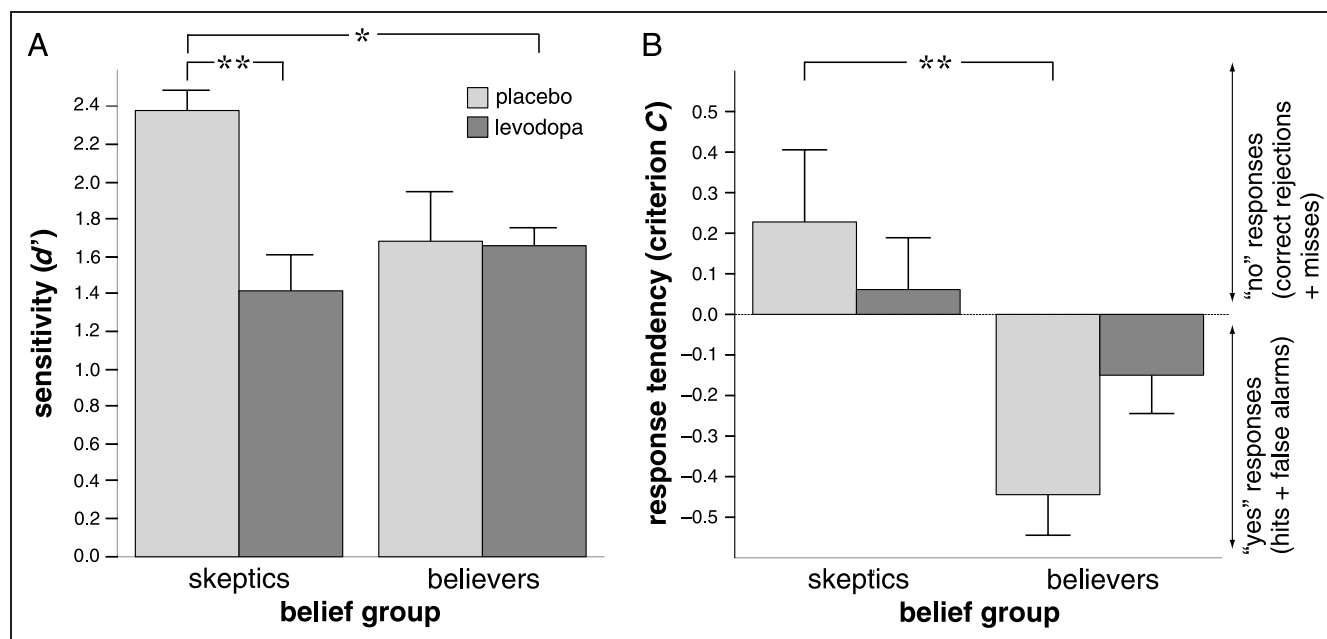 A
*
**
placebo
levodopa
2.4
2.2
2.0
1.8
1.6
1.4
1.2
1.0
0.8
0.6
0.4
0.2
0.0
sensitivity (d’)
skeptics
believers
belief group
B
**
0.5
0.4
0.3
0.2
0.1
0.0
−0.1
−0.2
−0.3
−0.4
−0.5
response tendency (criterion C)
skeptics
believers
belief group
“no” responses
(correct rejections
+ misses)
“yes” responses
(hits + false alarms)